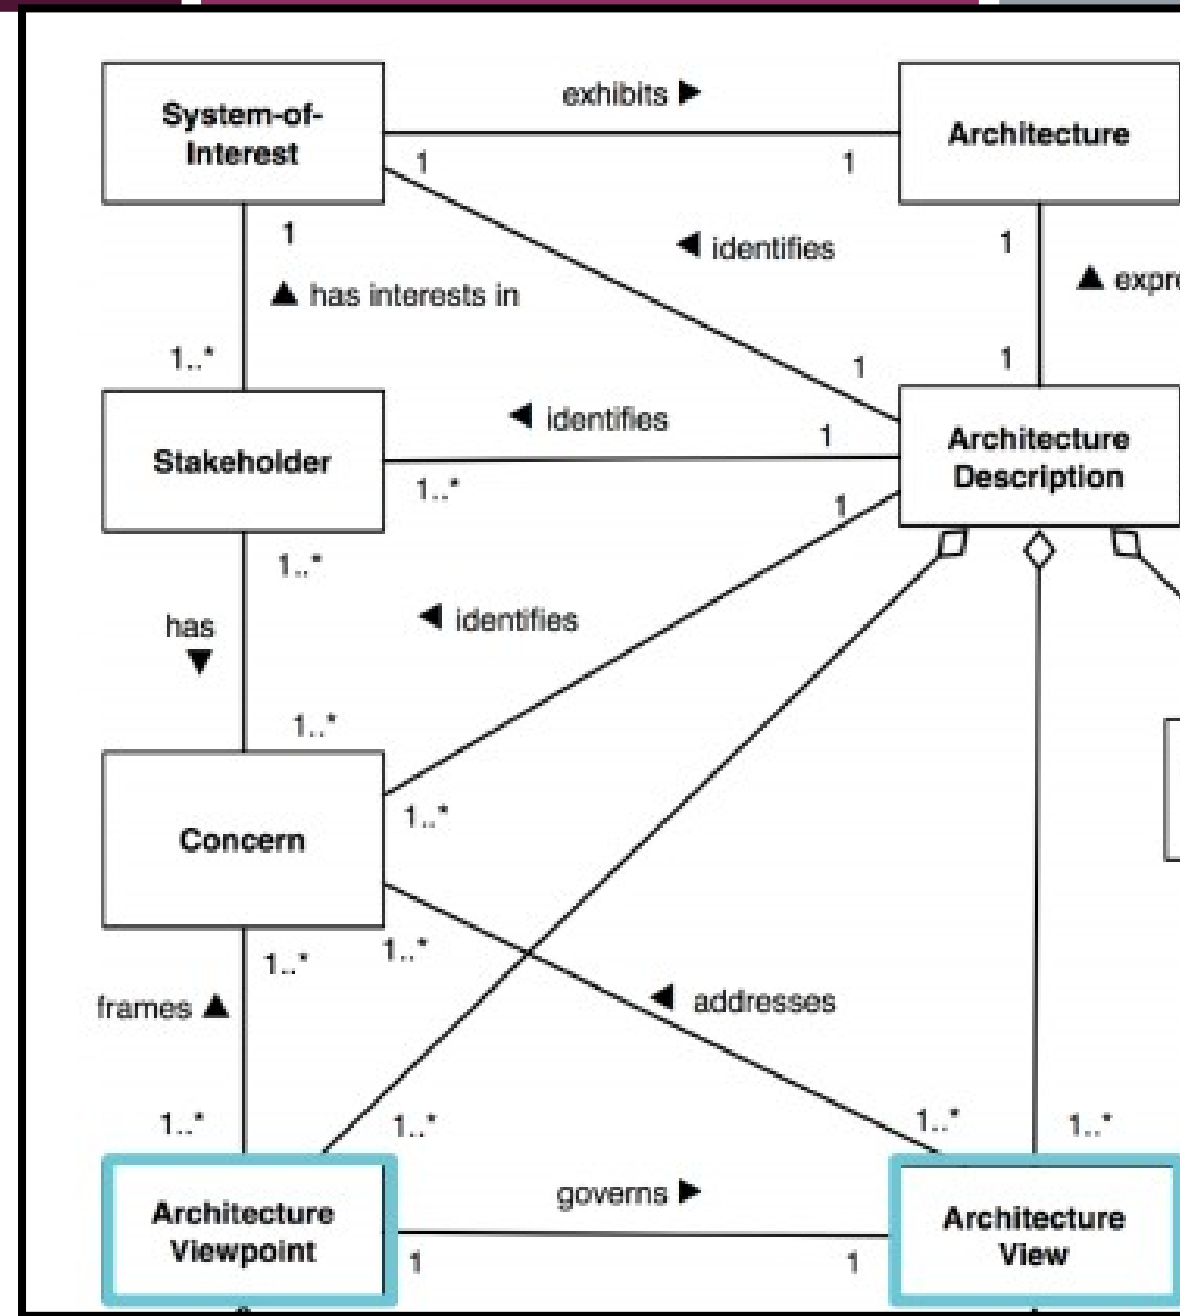 exhibits ▶
System-of-
Interest
Architecture
1
1
1
◀ identifies
1
▲ has interests in
▲ expre
1..*
1
1
◀ identifies
1
Stakeholder
Architecture
Description
1..*
1
1..*
◀ identifies
has
▼
1..*
1..*
Concern
1..*
1..*
frames ▲
◀ addresses
1..*
1..*
1..*
1..*
governs ▶
Architecture
Viewpoint
Architecture
View
1
1